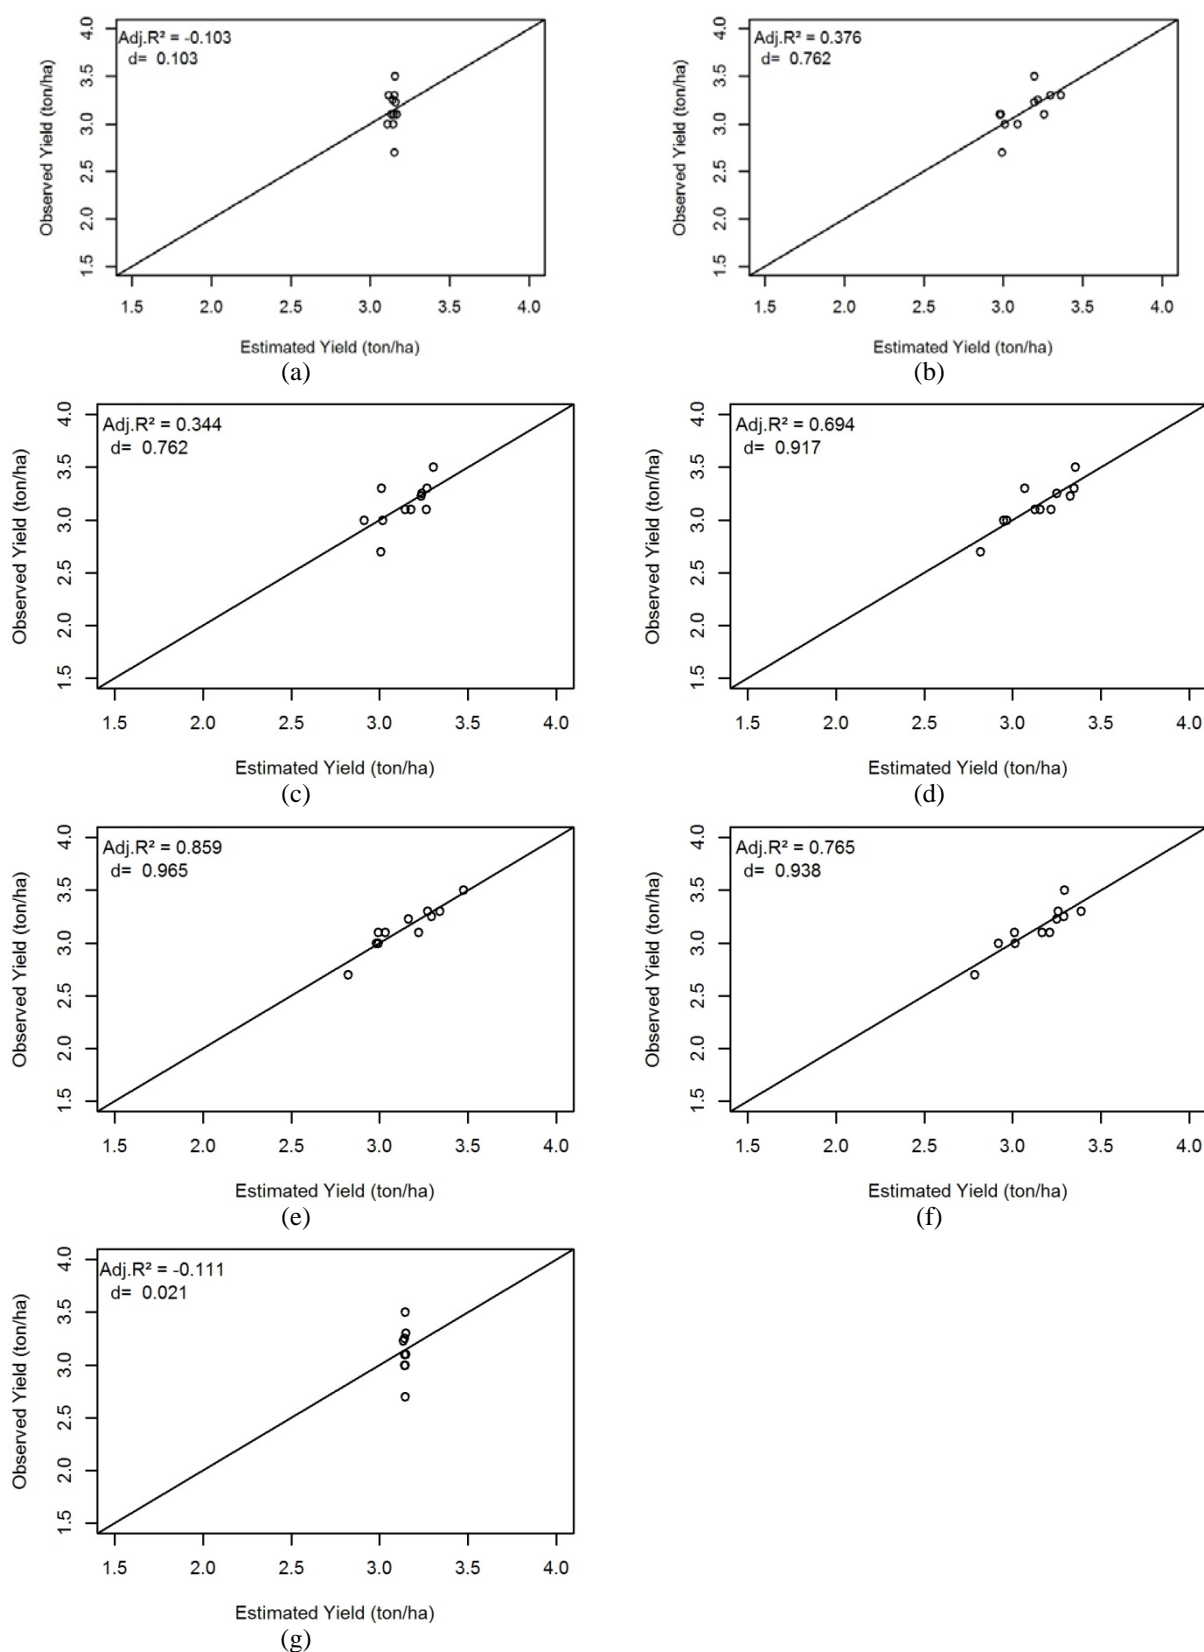 Adj.R² = -0.103
d= 0.103
4.0
3.5
3.0
2.5
2.0
1.5
Observed Yield (ton/ha)
1.5 2.0 2.5 3.0 3.5 4.0
Estimated Yield (ton/ha)
(a)
Adj.R² = 0.376
d= 0.762
4.0
3.5
3.0
2.5
2.0
1.5
Observed Yield (ton/ha)
1.5 2.0 2.5 3.0 3.5 4.0
Estimated Yield (ton/ha)
(b)
Adj.R² = 0.344
d= 0.762
4.0
3.5
3.0
2.5
2.0
1.5
Observed Yield (ton/ha)
1.5 2.0 2.5 3.0 3.5 4.0
Estimated Yield (ton/ha)
(c)
Adj.R² = 0.694
d= 0.917
4.0
3.5
3.0
2.5
2.0
1.5
Observed Yield (ton/ha)
1.5 2.0 2.5 3.0 3.5 4.0
Estimated Yield (ton/ha)
(d)
Adj.R² = 0.859
d= 0.965
4.0
3.5
3.0
2.5
2.0
1.5
Observed Yield (ton/ha)
1.5 2.0 2.5 3.0 3.5 4.0
Estimated Yield (ton/ha)
(e)
Adj.R² = 0.765
d= 0.938
4.0
3.5
3.0
2.5
2.0
1.5
Observed Yield (ton/ha)
1.5 2.0 2.5 3.0 3.5 4.0
Estimated Yield (ton/ha)
(f)
Adj.R² = -0.111
d= 0.021
4.0
3.5
3.0
2.5
2.0
1.5
Observed Yield (ton/ha)
1.5 2.0 2.5 3.0 3.5 4.0
Estimated Yield (ton/ha)
(g)